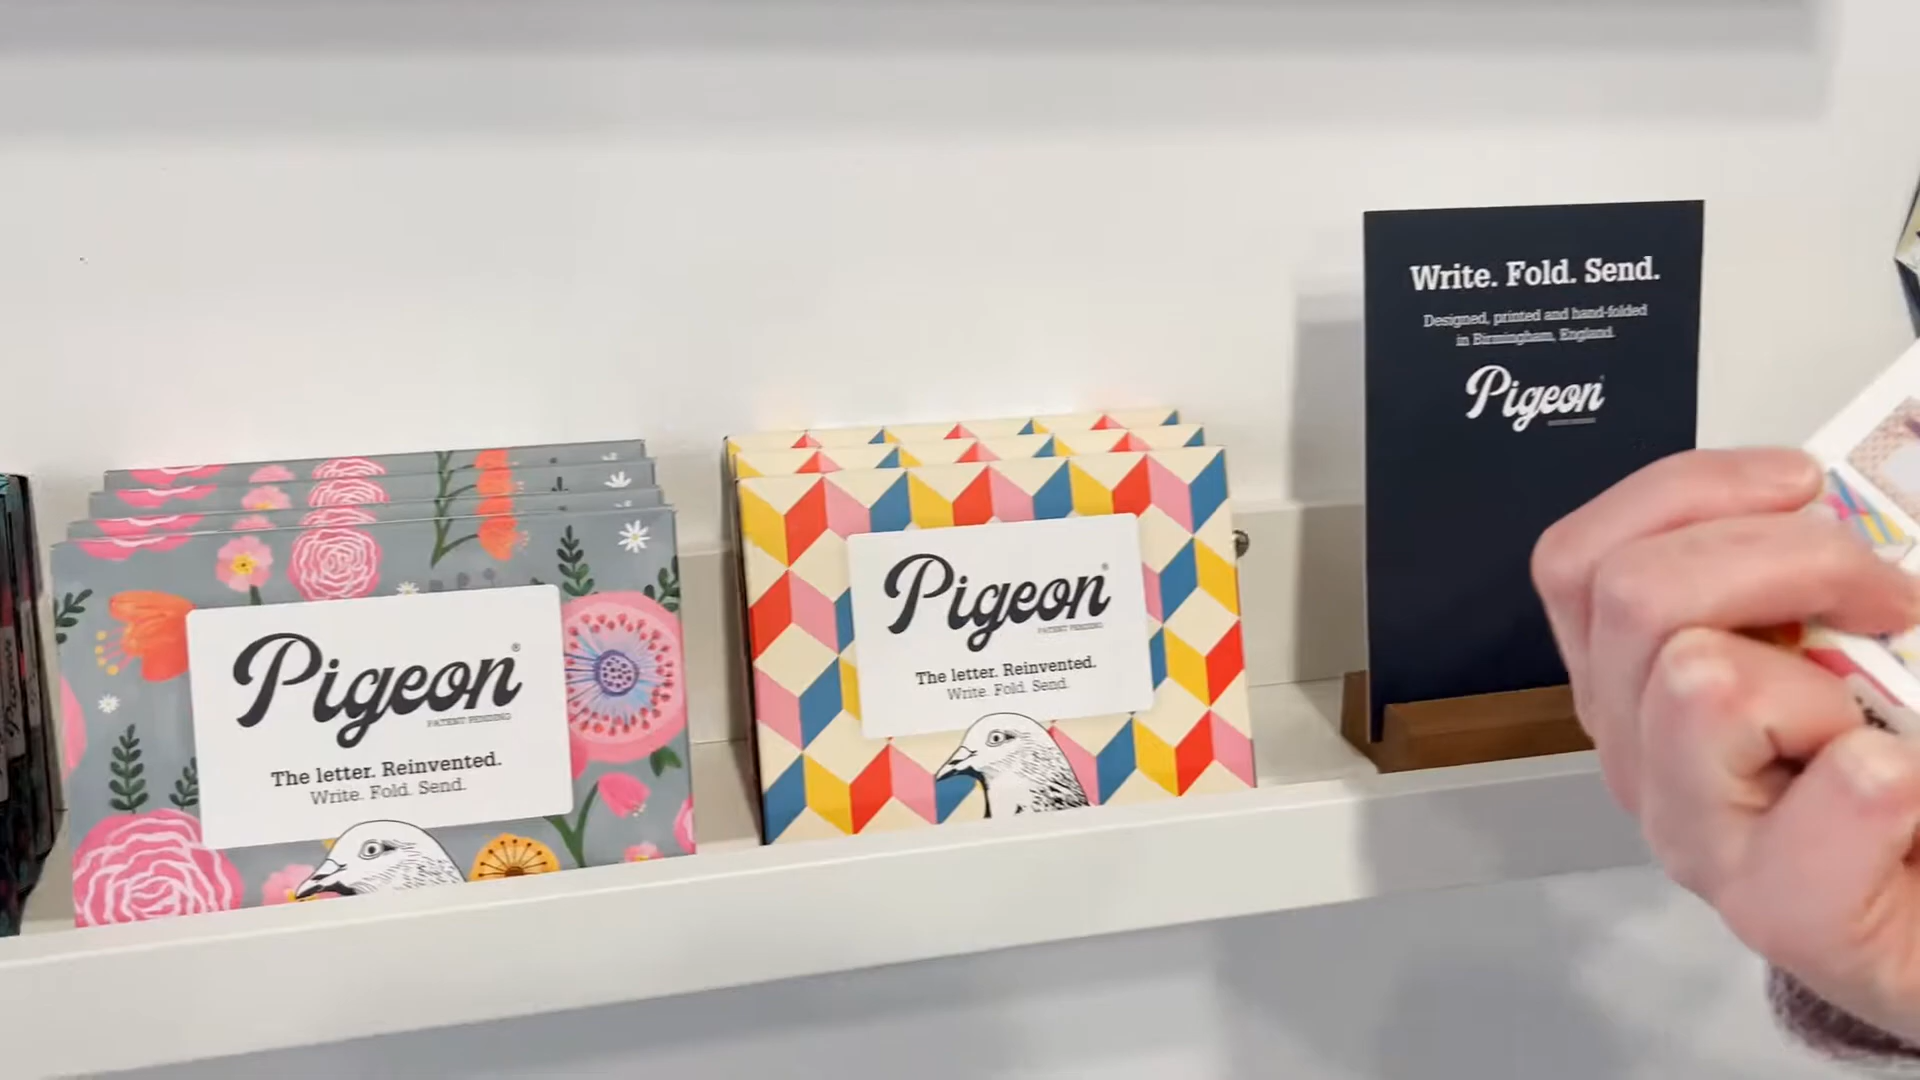 Pigeon®
PATENT PENDING
The letter. Reinvented.
Write. Fold. Send.
Pigeon®
PATENT PENDING
The letter. Reinvented.
Write. Fold. Send.
Write. Fold. Send.
Designed, printed and hand-folded
in Birmingham, England.
Pigeon